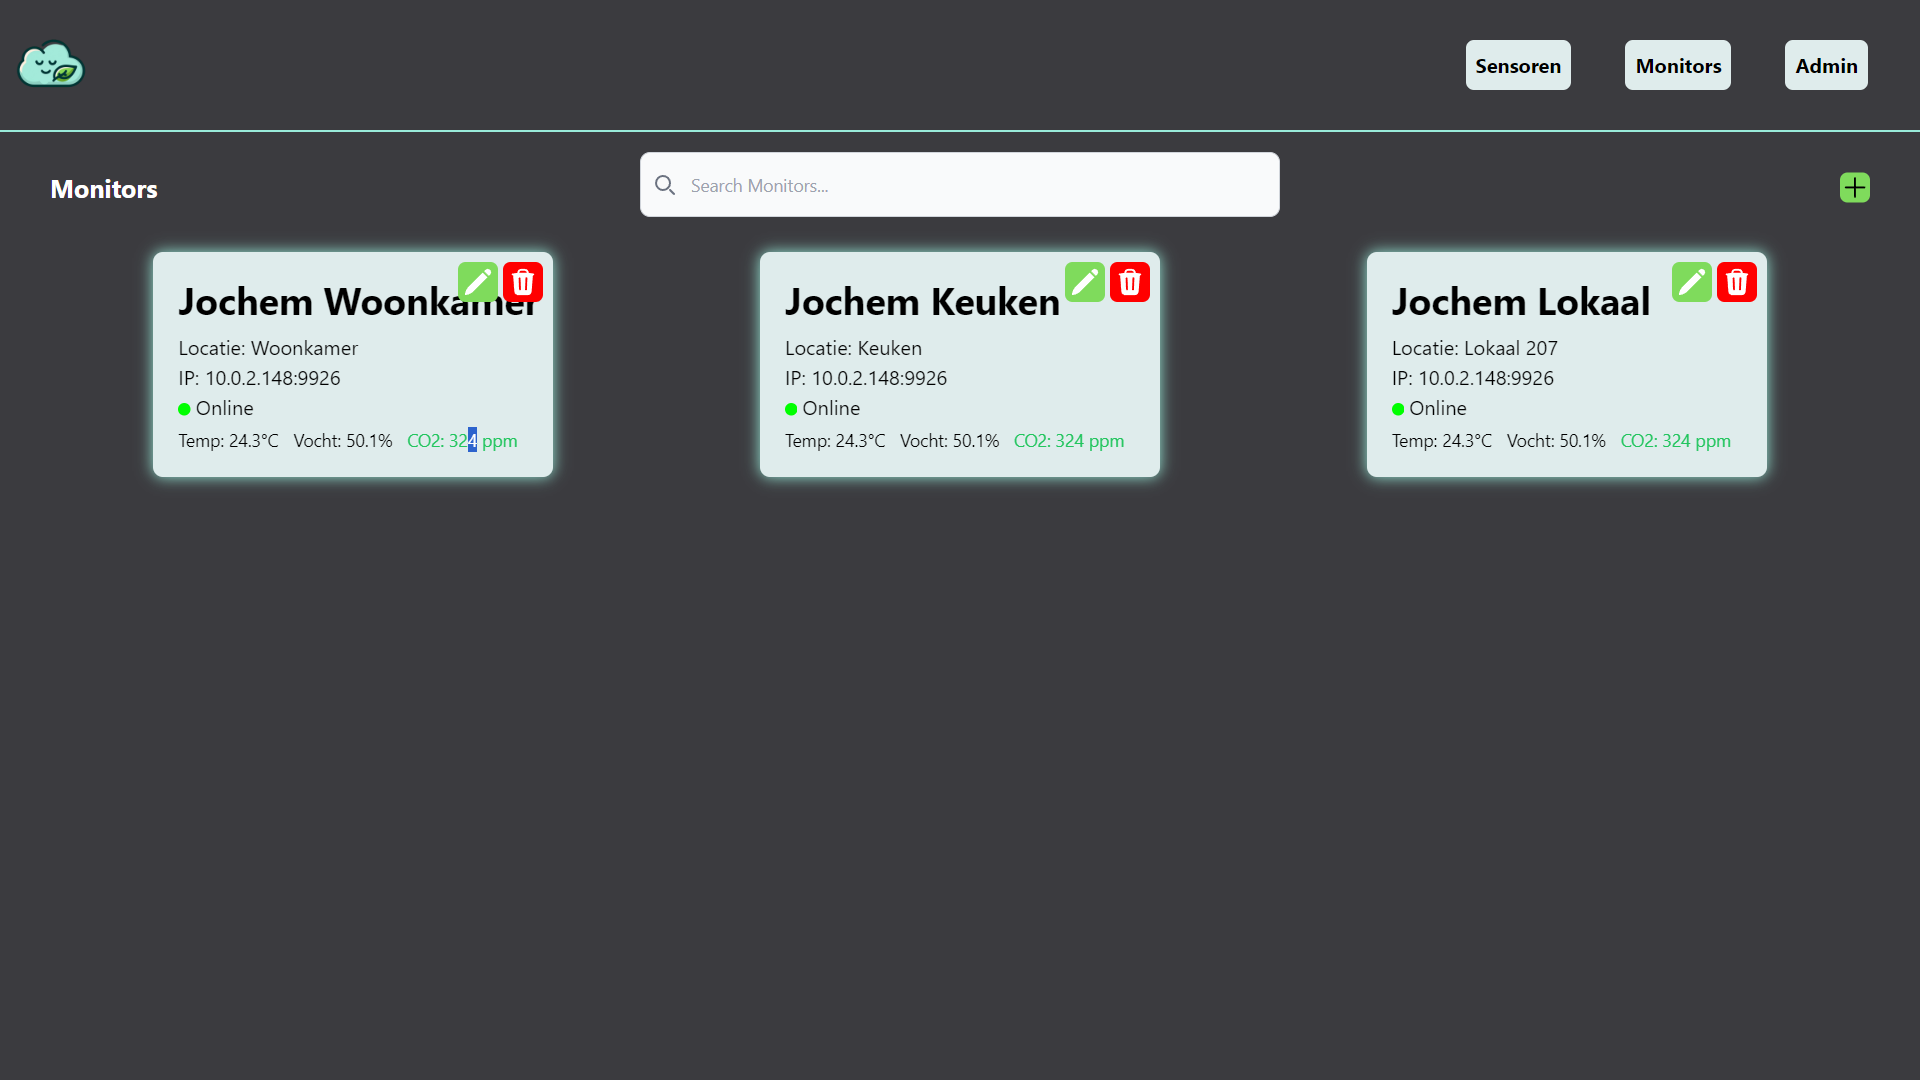 Sensoren
Monitors
Admin
Monitors
Search Monitors...
Jochem Woonkamer
Locatie: Woonkamer
IP: 10.0.2.148:9926
Online
Temp: 24.3°C Vocht: 50.1% CO2: 324 ppm
Jochem Keuken
Locatie: Keuken
IP: 10.0.2.148:9926
Online
Temp: 24.3°C Vocht: 50.1% CO2: 324 ppm
Jochem Lokaal
Locatie: Lokaal 207
IP: 10.0.2.148:9926
Online
Temp: 24.3°C Vocht: 50.1% CO2: 324 ppm